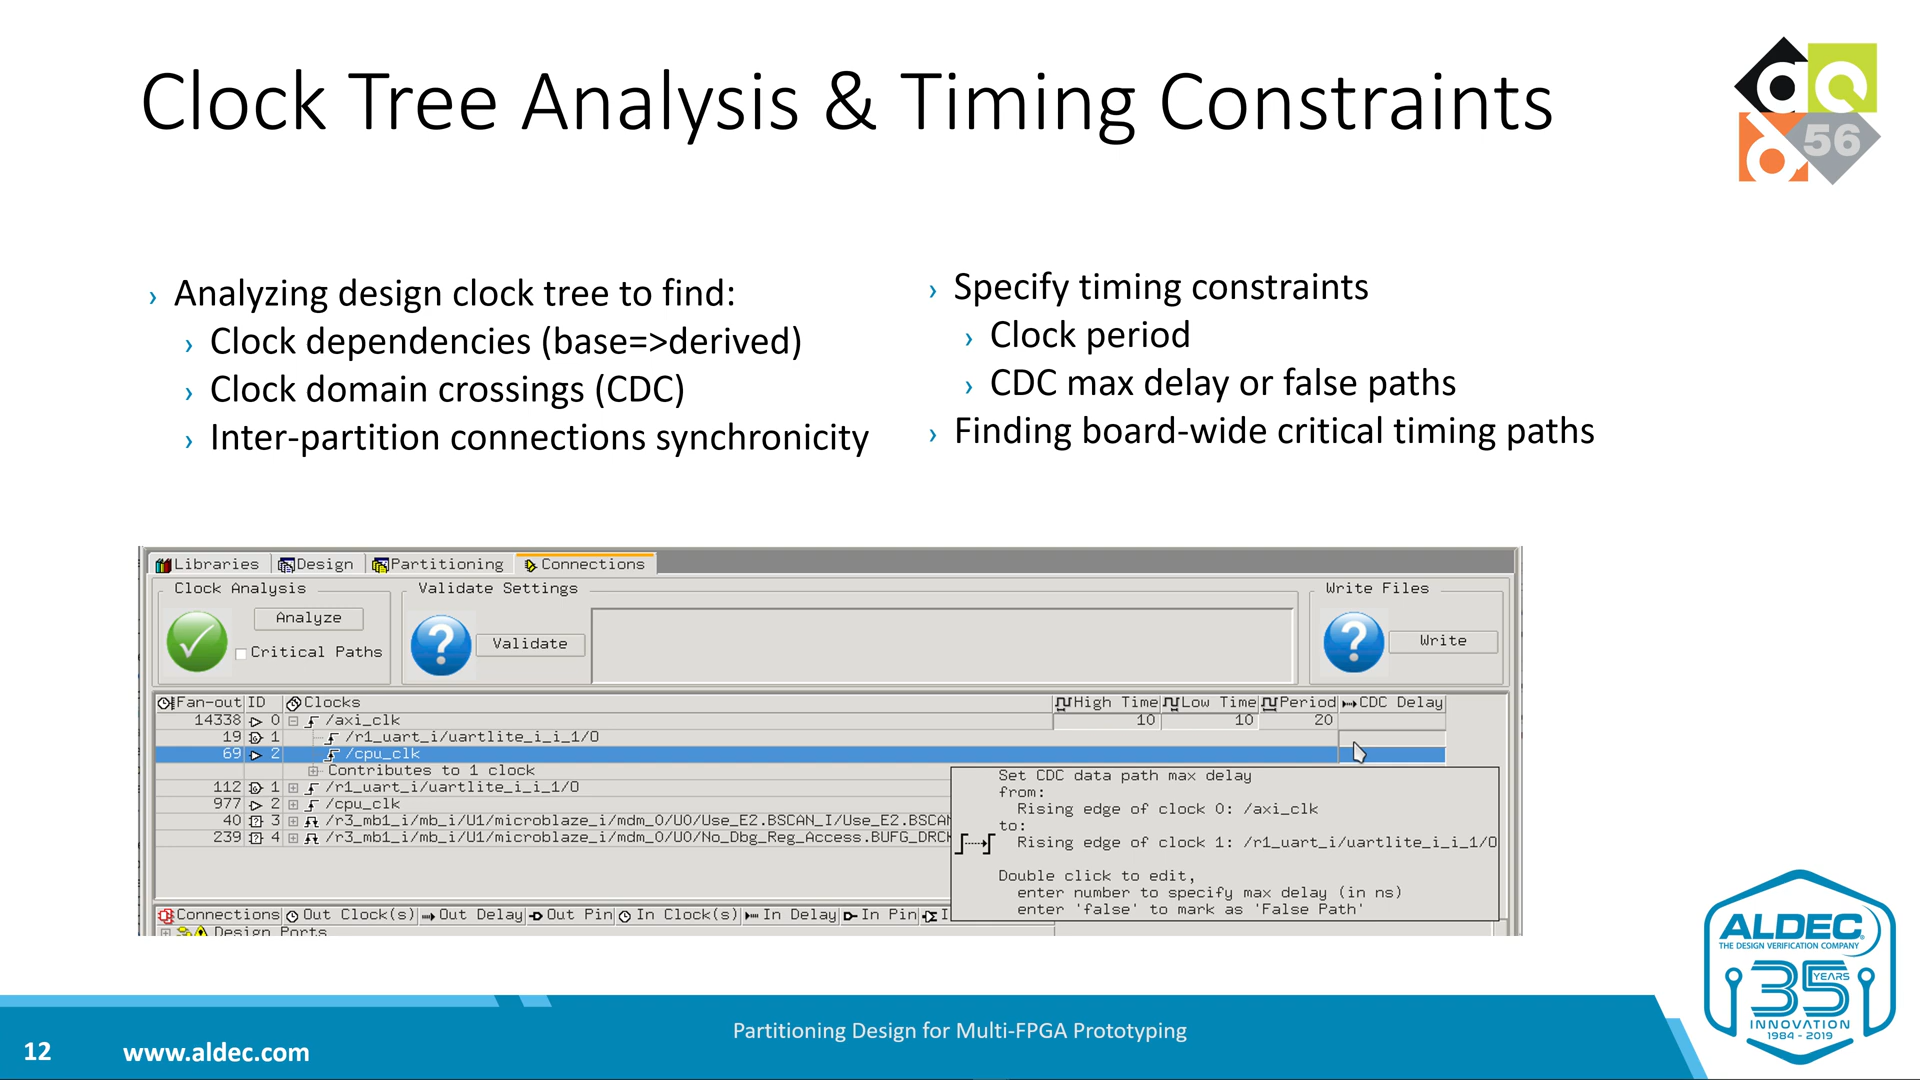 Clock Tree Analysis & Timing Constraints
56
› Analyzing design clock tree to find:
› Clock dependencies (base=>derived)
› Clock domain crossings (CDC)
› Inter-partition connections synchronicity
› Specify timing constraints
› Clock period
› CDC max delay or false paths
› Finding board-wide critical timing paths
Libraries Design Partitioning Connections
Clock Analysis Validate Settings Write Files
Analyze
Critical Paths
Validate
Write
Fan-out ID Clocks High Time Low Time Period CDC Delay
14338 0 /axi_clk 10 10 20
19 1 /r1_uart_i/uartlite_i_i_1/O
69 2 /cpu_clk
Contributes to 1 clock
112 1 /r1_uart_i/uartlite_i_i_1/O
977 2 /cpu_clk
40 3 /r3_mb1_i/mb_i/U1/microblaze_i/mdm_0/U0/Use_E2.BSCAN_I/Use_E2.BSCAN
239 4 /r3_mb1_i/mb_i/U1/microblaze_i/mdm_0/U0/No_Dbg_Reg_Access.BUFG_DRCK
Set CDC data path max delay
from:
Rising edge of clock 0: /axi_clk
to:
Rising edge of clock 1: /r1_uart_i/uartlite_i_i_1/O
Double click to edit,
enter number to specify max delay (in ns)
enter 'false' to mark as 'False Path'
Connections Out Clock(s) Out Delay Out Pin In Clock(s) In Delay In Pin I
Design Ports
ALDEC
THE DESIGN VERIFICATION COMPANY
35 YEARS
INNOVATION
1984 - 2019
Partitioning Design for Multi-FPGA Prototyping
12 www.aldec.com